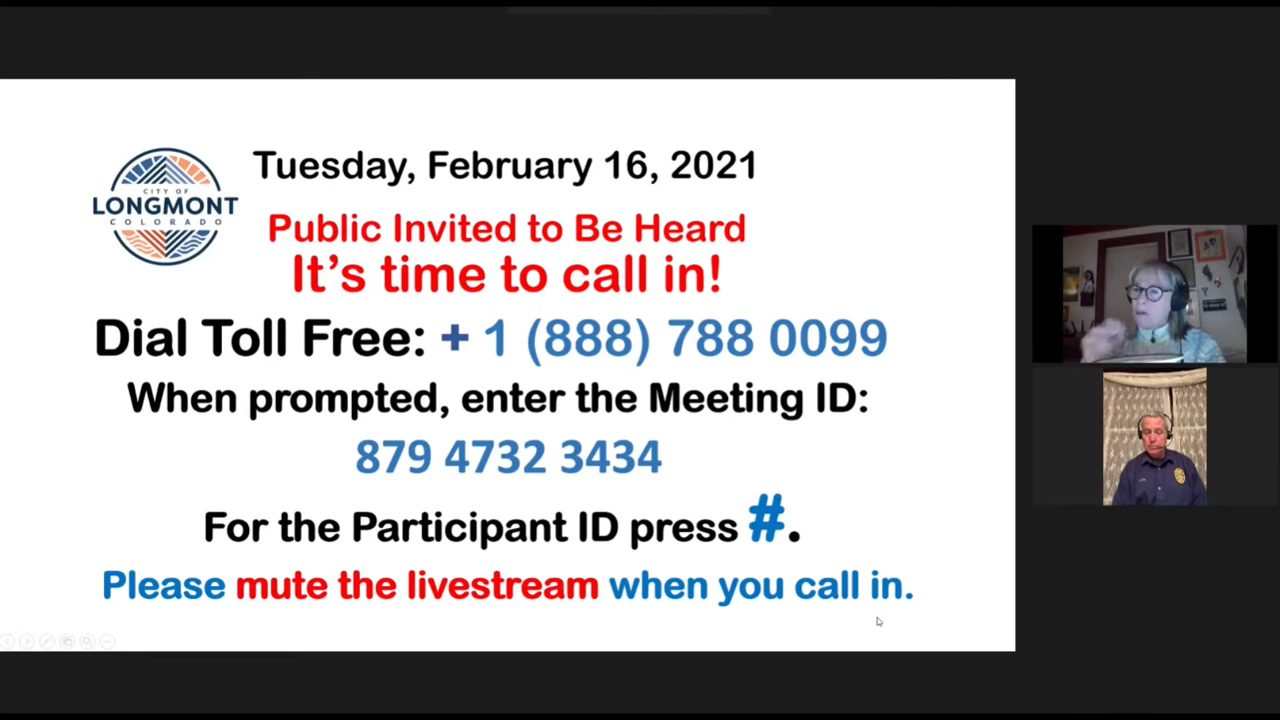 CITY OF
LONGMONT
COLORADO
Tuesday, February 16, 2021
Public Invited to Be Heard
It's time to call in!
Dial Toll Free: + 1 (888) 788 0099
When prompted, enter the Meeting ID:
879 4732 3434
For the Participant ID press #.
Please mute the livestream when you call in.